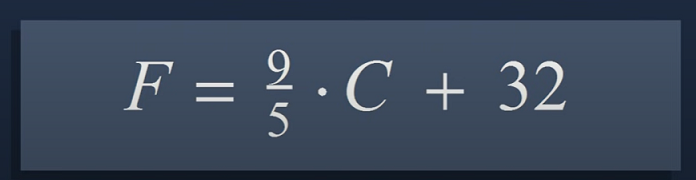 F = 9/5 · C + 32